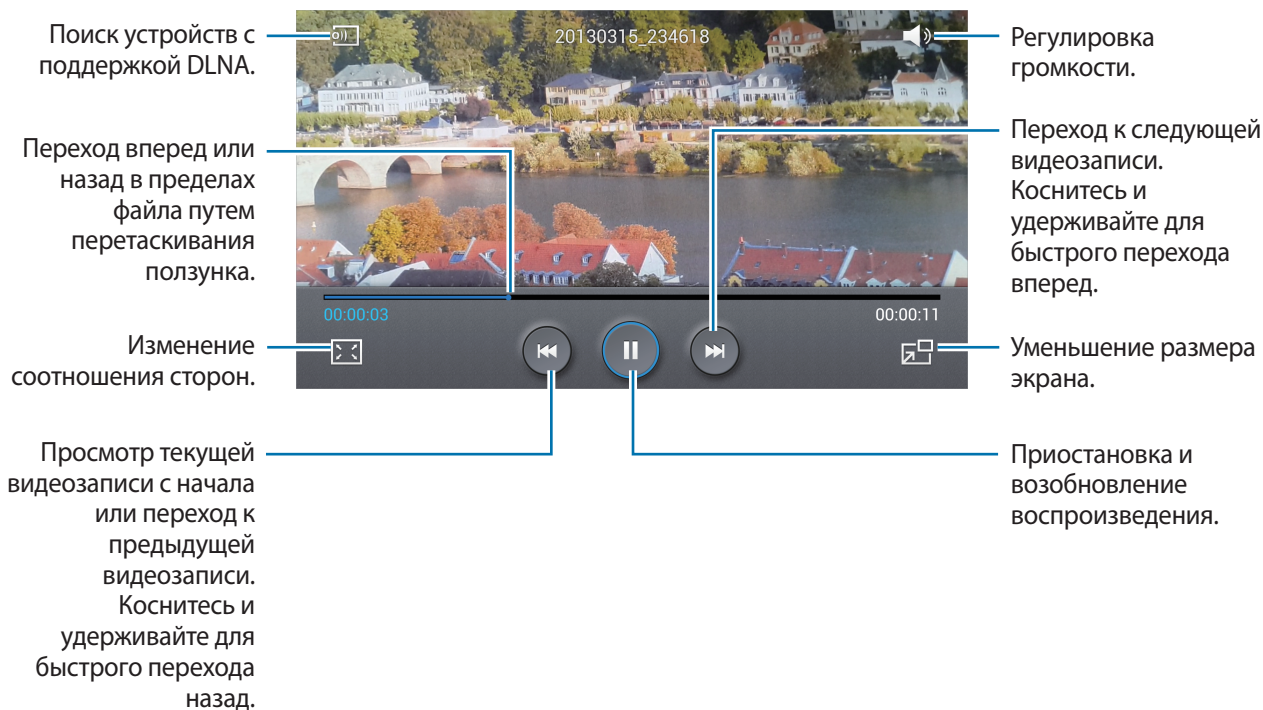 Поиск устройств с
поддержкой DLNA.
Переход вперед или
назад в пределах
файла путем
перетаскивания
ползунка.
Изменение
соотношения сторон.
Просмотр текущей
видеозаписи с начала
или переход к
предыдущей
видеозаписи.
Коснитесь и
удерживайте для
быстрого перехода
назад.
20130315_234618
00:00:03
00:00:11
Регулировка
громкости.
Переход к следующей
видеозаписи.
Коснитесь и
удерживайте для
быстрого перехода
вперед.
Уменьшение размера
экрана.
Приостановка и
возобновление
воспроизведения.